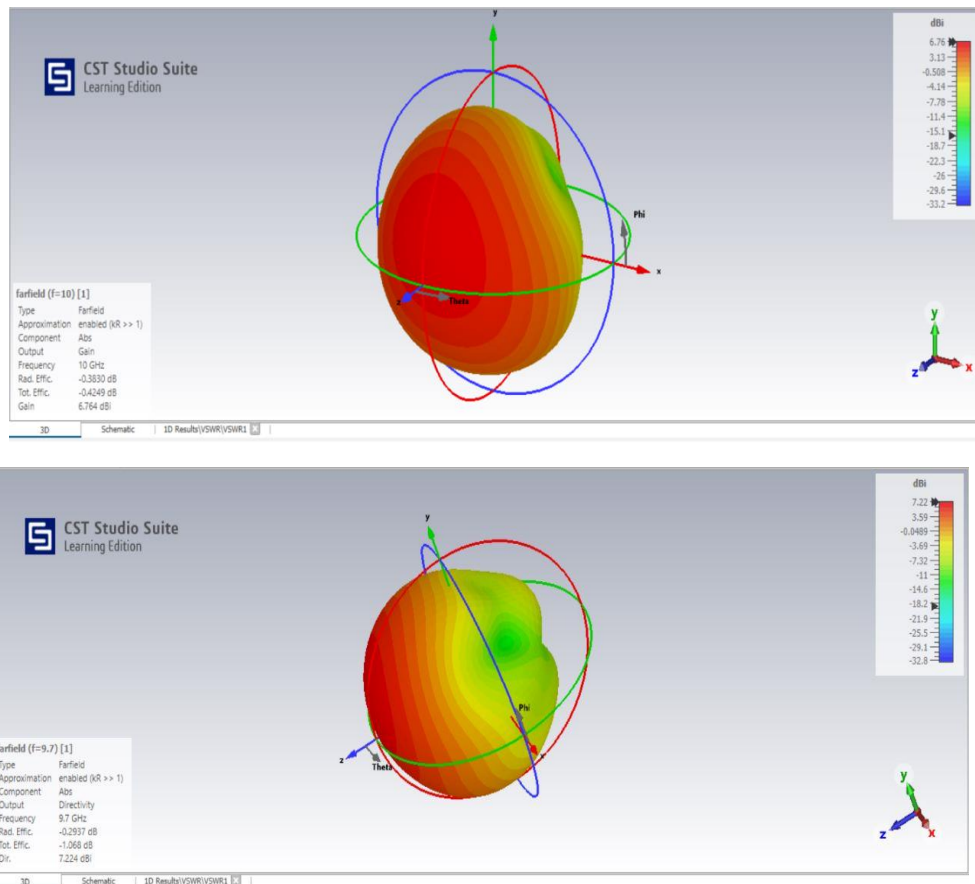 y
dBi
CST Studio Suite
Learning Edition
6.76
3.13
-0.508
-4.14
-7.78
-11.4
-15.1
-18.7
-22.3
-26
-29.6
-33.2
Phi
x
z
Theta
farfield (f=10) [1]
Type Farfield
Approximation enabled (kR >> 1)
Component Abs
Output Gain
Frequency 10 GHz
Rad. Effic. -0.3830 dB
Tot. Effic. -0.4249 dB
Gain 6.764 dBi
y
z x
3D Schematic 1D Results\VSWR\VSWR1
dBi
CST Studio Suite
Learning Edition
y
7.22
3.59
-0.0489
-3.69
-7.32
-11
-14.6
-18.2
-21.9
-25.5
-29.1
-32.8
Phi
x
z
Theta
arfield (f=9.7) [1]
Type Farfield
Approximation enabled (kR >> 1)
Component Abs
Output Directivity
Frequency 9.7 GHz
Rad. Effic. -0.2937 dB
Tot. Effic. -1.068 dB
Dir. 7.224 dBi
y
z x
3D Schematic 1D Results\VSWR\VSWR1